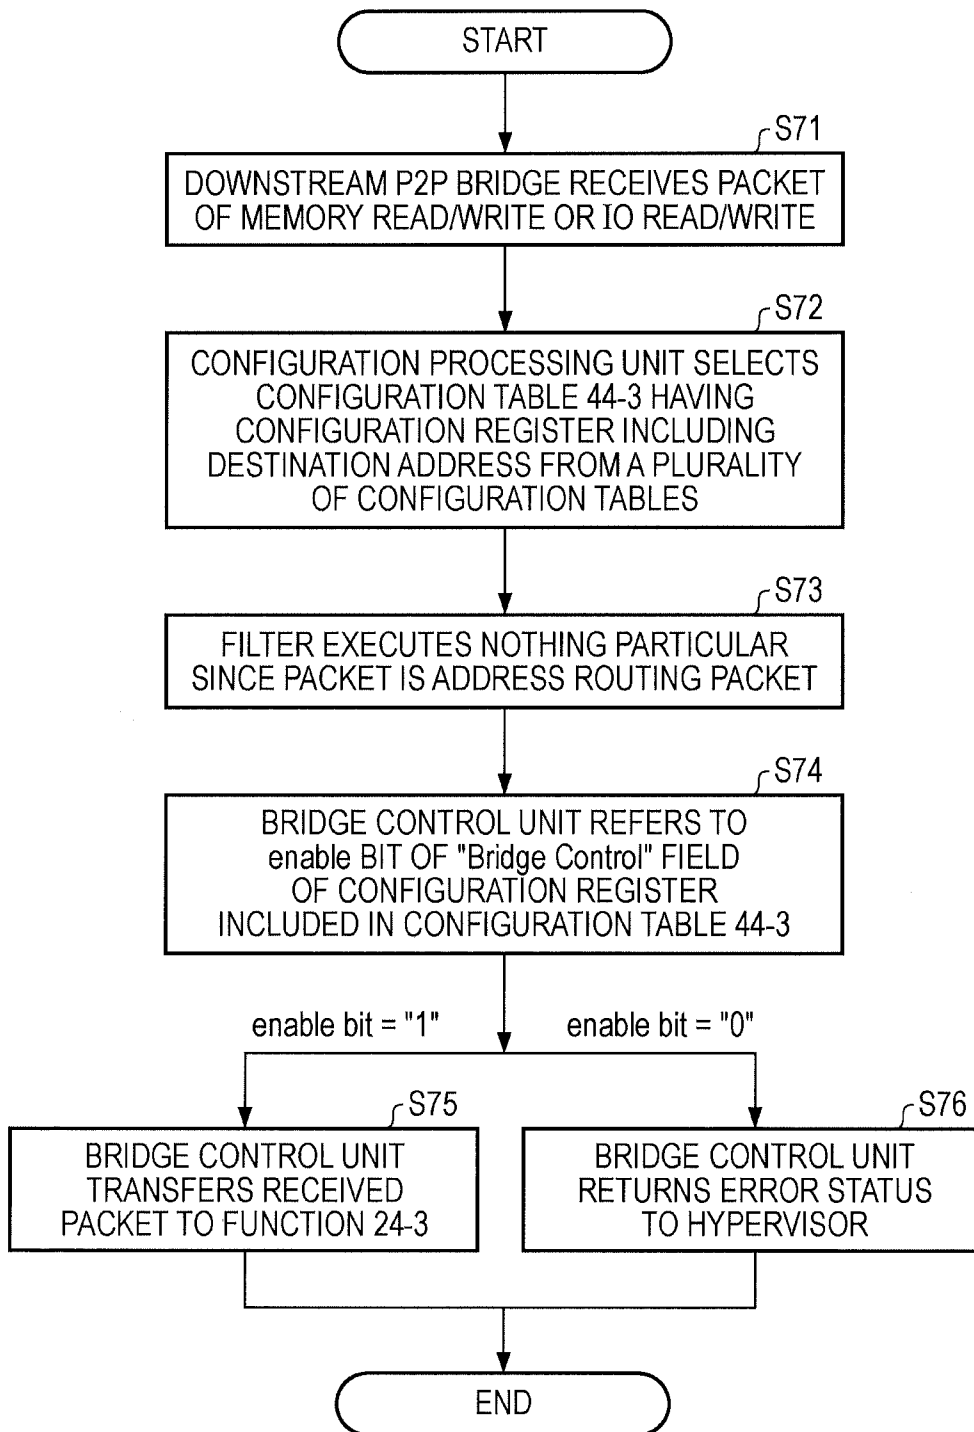 START
S71
DOWNSTREAM P2P BRIDGE RECEIVES PACKET
OF MEMORY READ/WRITE OR IO READ/WRITE
S72
CONFIGURATION PROCESSING UNIT SELECTS
CONFIGURATION TABLE 44-3 HAVING
CONFIGURATION REGISTER INCLUDING
DESTINATION ADDRESS FROM A PLURALITY
OF CONFIGURATION TABLES
S73
FILTER EXECUTES NOTHING PARTICULAR
SINCE PACKET IS ADDRESS ROUTING PACKET
S74
BRIDGE CONTROL UNIT REFERS TO
enable BIT OF "Bridge Control" FIELD
OF CONFIGURATION REGISTER
INCLUDED IN CONFIGURATION TABLE 44-3
enable bit = "1"
enable bit = "0"
S75
BRIDGE CONTROL UNIT
TRANSFERS RECEIVED
PACKET TO FUNCTION 24-3
S76
BRIDGE CONTROL UNIT
RETURNS ERROR STATUS
TO HYPERVISOR
END